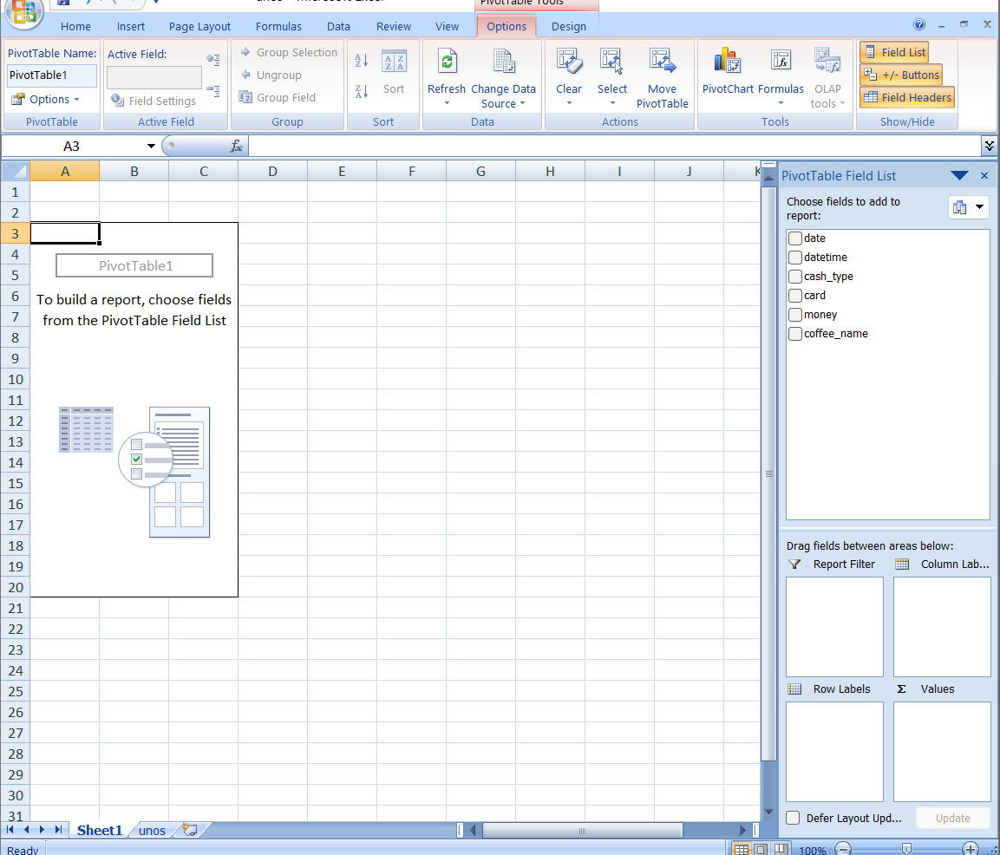 PivotTable Tools
Home Insert Page Layout Formulas Data Review View Options Design
PivotTable Name:
PivotTable1
Options
PivotTable
Active Field:
Field Settings
Active Field
Group Selection
Ungroup
Group Field
Group
Sort
Sort
Refresh
Change Data
Source
Data
Clear
Select
Move
PivotTable
Actions
PivotChart
Formulas
OLAP
tools
Tools
Field List
+/- Buttons
Field Headers
Show/Hide
A3
fx
A B C D E F G H I J K
1
2
3
4
5
6
7
8
9
10
11
12
13
14
15
16
17
18
19
20
21
22
23
24
25
26
27
28
29
30
31
PivotTable1
To build a report, choose fields
from the PivotTable Field List
PivotTable Field List
Choose fields to add to
report:
date
datetime
cash_type
card
money
coffee_name
Drag fields between areas below:
Report Filter
Column Lab...
Row Labels
Σ Values
Defer Layout Upd...
Update
Sheet1
unos
Ready
100%